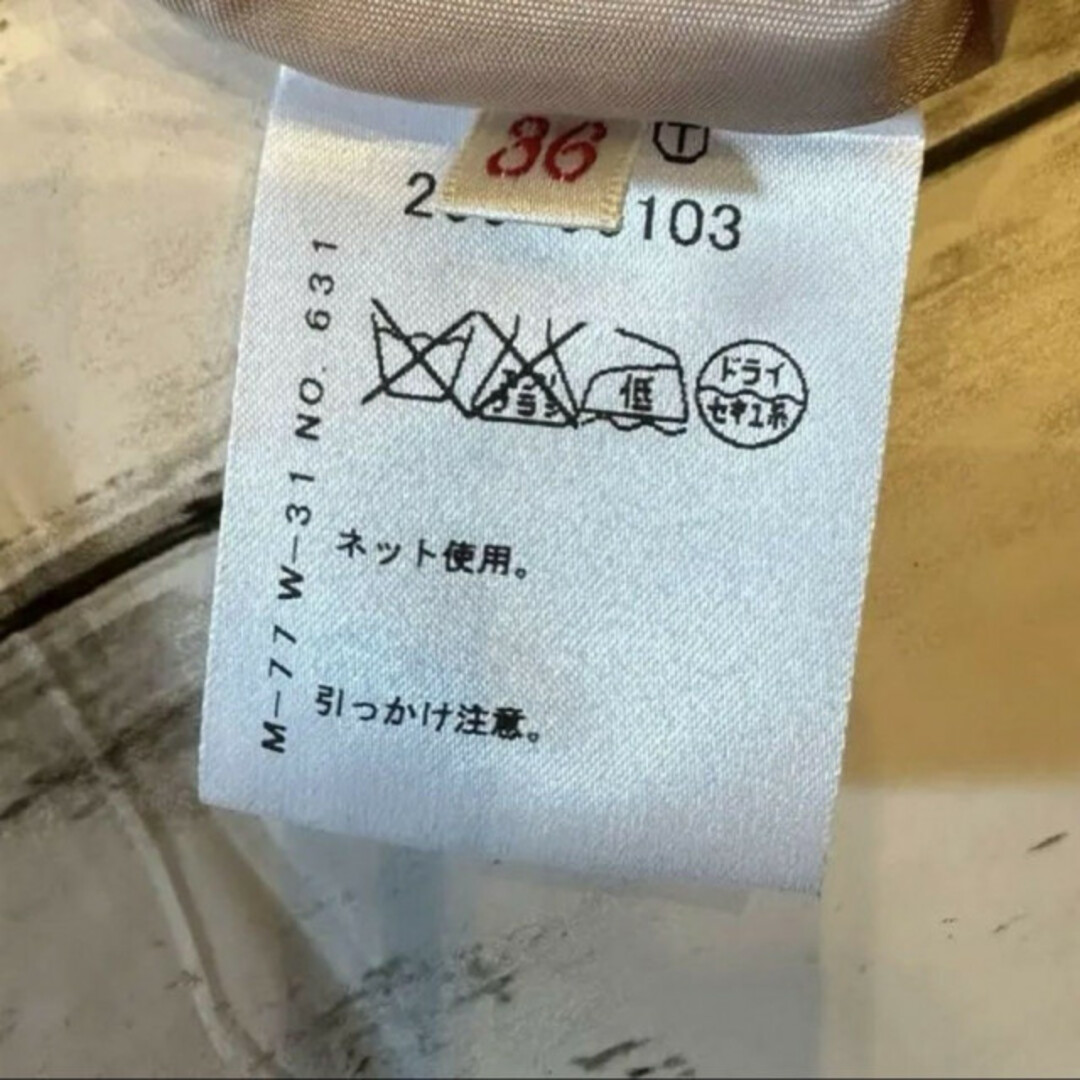 36
T
103
低
ドライ
セキユ系
ネット使用。
引っかけ注意。
M-77 W-31 NO. 631